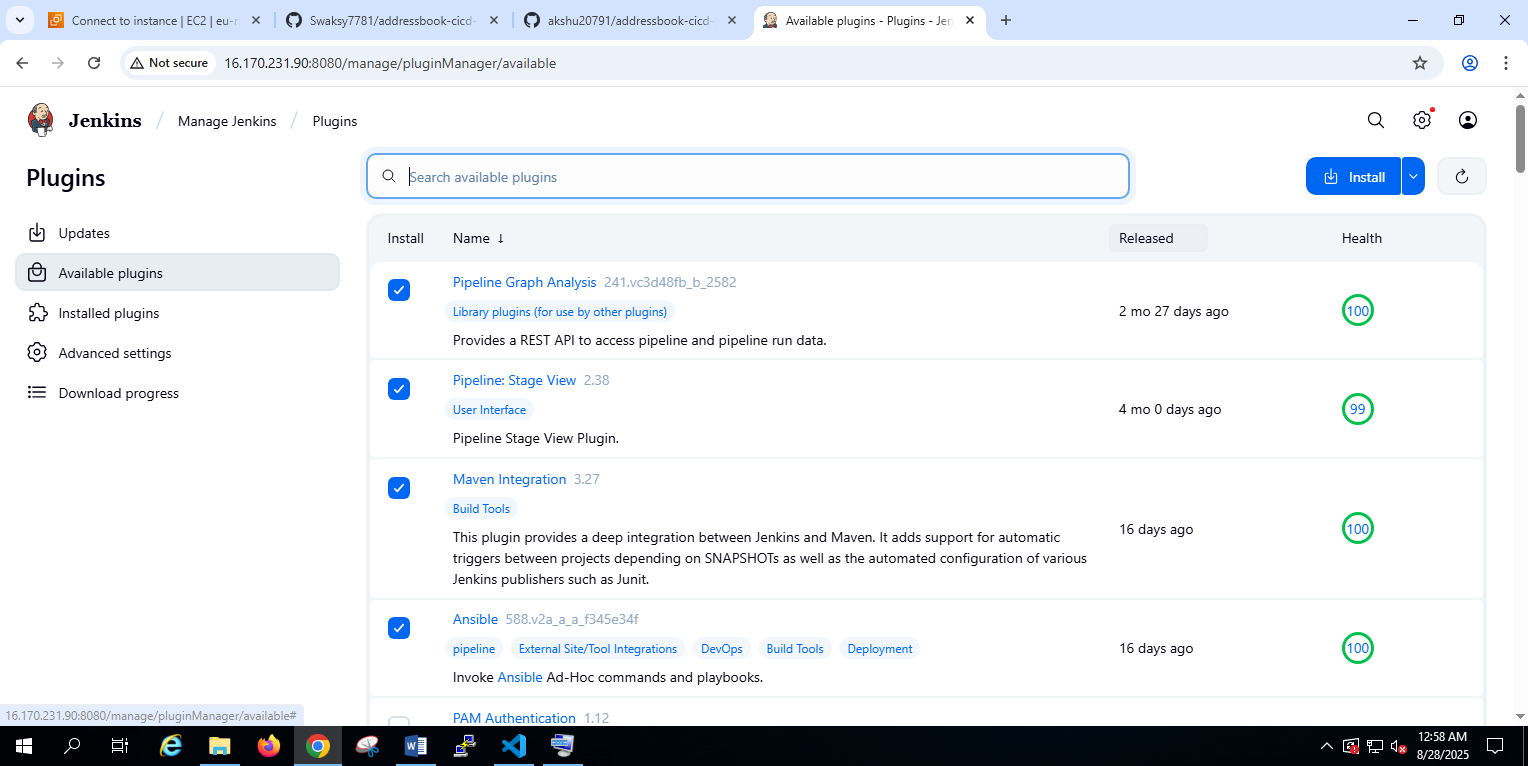 Connect to instance | EC2 | eu-n
Swaksy7781/addressbook-cicd-
akshu20791/addressbook-cicd-
Available plugins - Plugins - Jen
Not secure
16.170.231.90:8080/manage/pluginManager/available
Jenkins / Manage Jenkins / Plugins
Plugins
Search available plugins
Install
Updates
Available plugins
Installed plugins
Advanced settings
Download progress
Install Name ↓ Released Health
Pipeline Graph Analysis 241.vc3d48fb_b_2582
Library plugins (for use by other plugins)
Provides a REST API to access pipeline and pipeline run data.
2 mo 27 days ago
100
Pipeline: Stage View 2.38
User Interface
Pipeline Stage View Plugin.
4 mo 0 days ago
99
Maven Integration 3.27
Build Tools
This plugin provides a deep integration between Jenkins and Maven. It adds support for automatic
triggers between projects depending on SNAPSHOTs as well as the automated configuration of various
Jenkins publishers such as Junit.
16 days ago
100
Ansible 588.v2a_a_a_f345e34f
pipeline External Site/Tool Integrations DevOps Build Tools Deployment
Invoke Ansible Ad-Hoc commands and playbooks.
16 days ago
100
PAM Authentication 1.12
16.170.231.90:8080/manage/pluginManager/available#
12:58 AM
8/28/2025